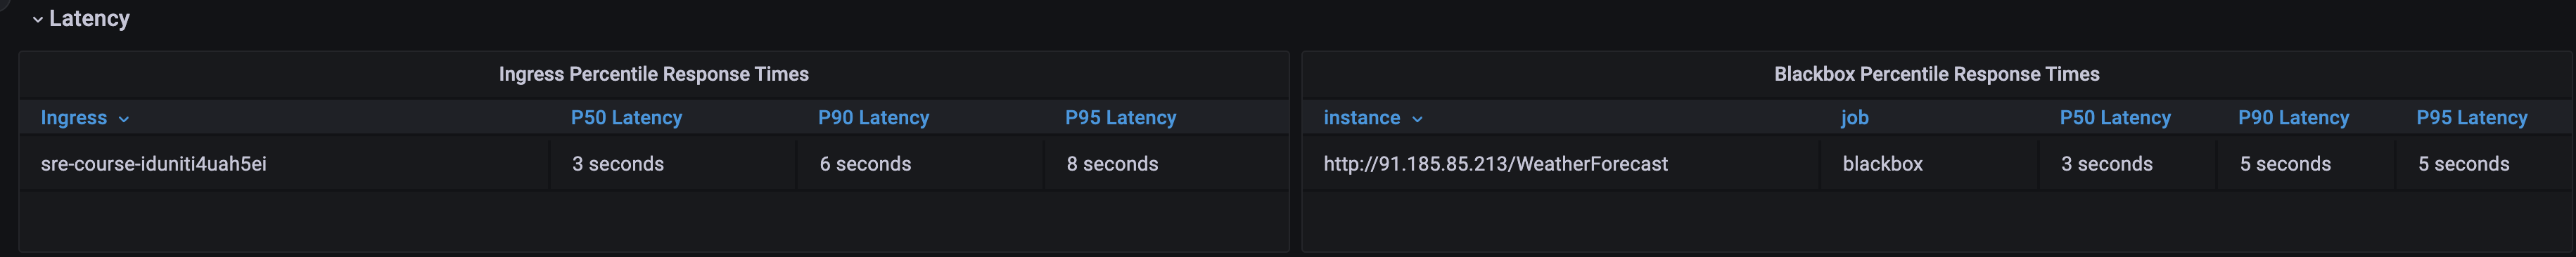 Latency
Ingress Percentile Response Times
Ingress P50 Latency P90 Latency P95 Latency
sre-course-iduniti4uah5ei 3 seconds 6 seconds 8 seconds
Blackbox Percentile Response Times
instance job P50 Latency P90 Latency P95 Latency
http://91.185.85.213/WeatherForecast blackbox 3 seconds 5 seconds 5 seconds